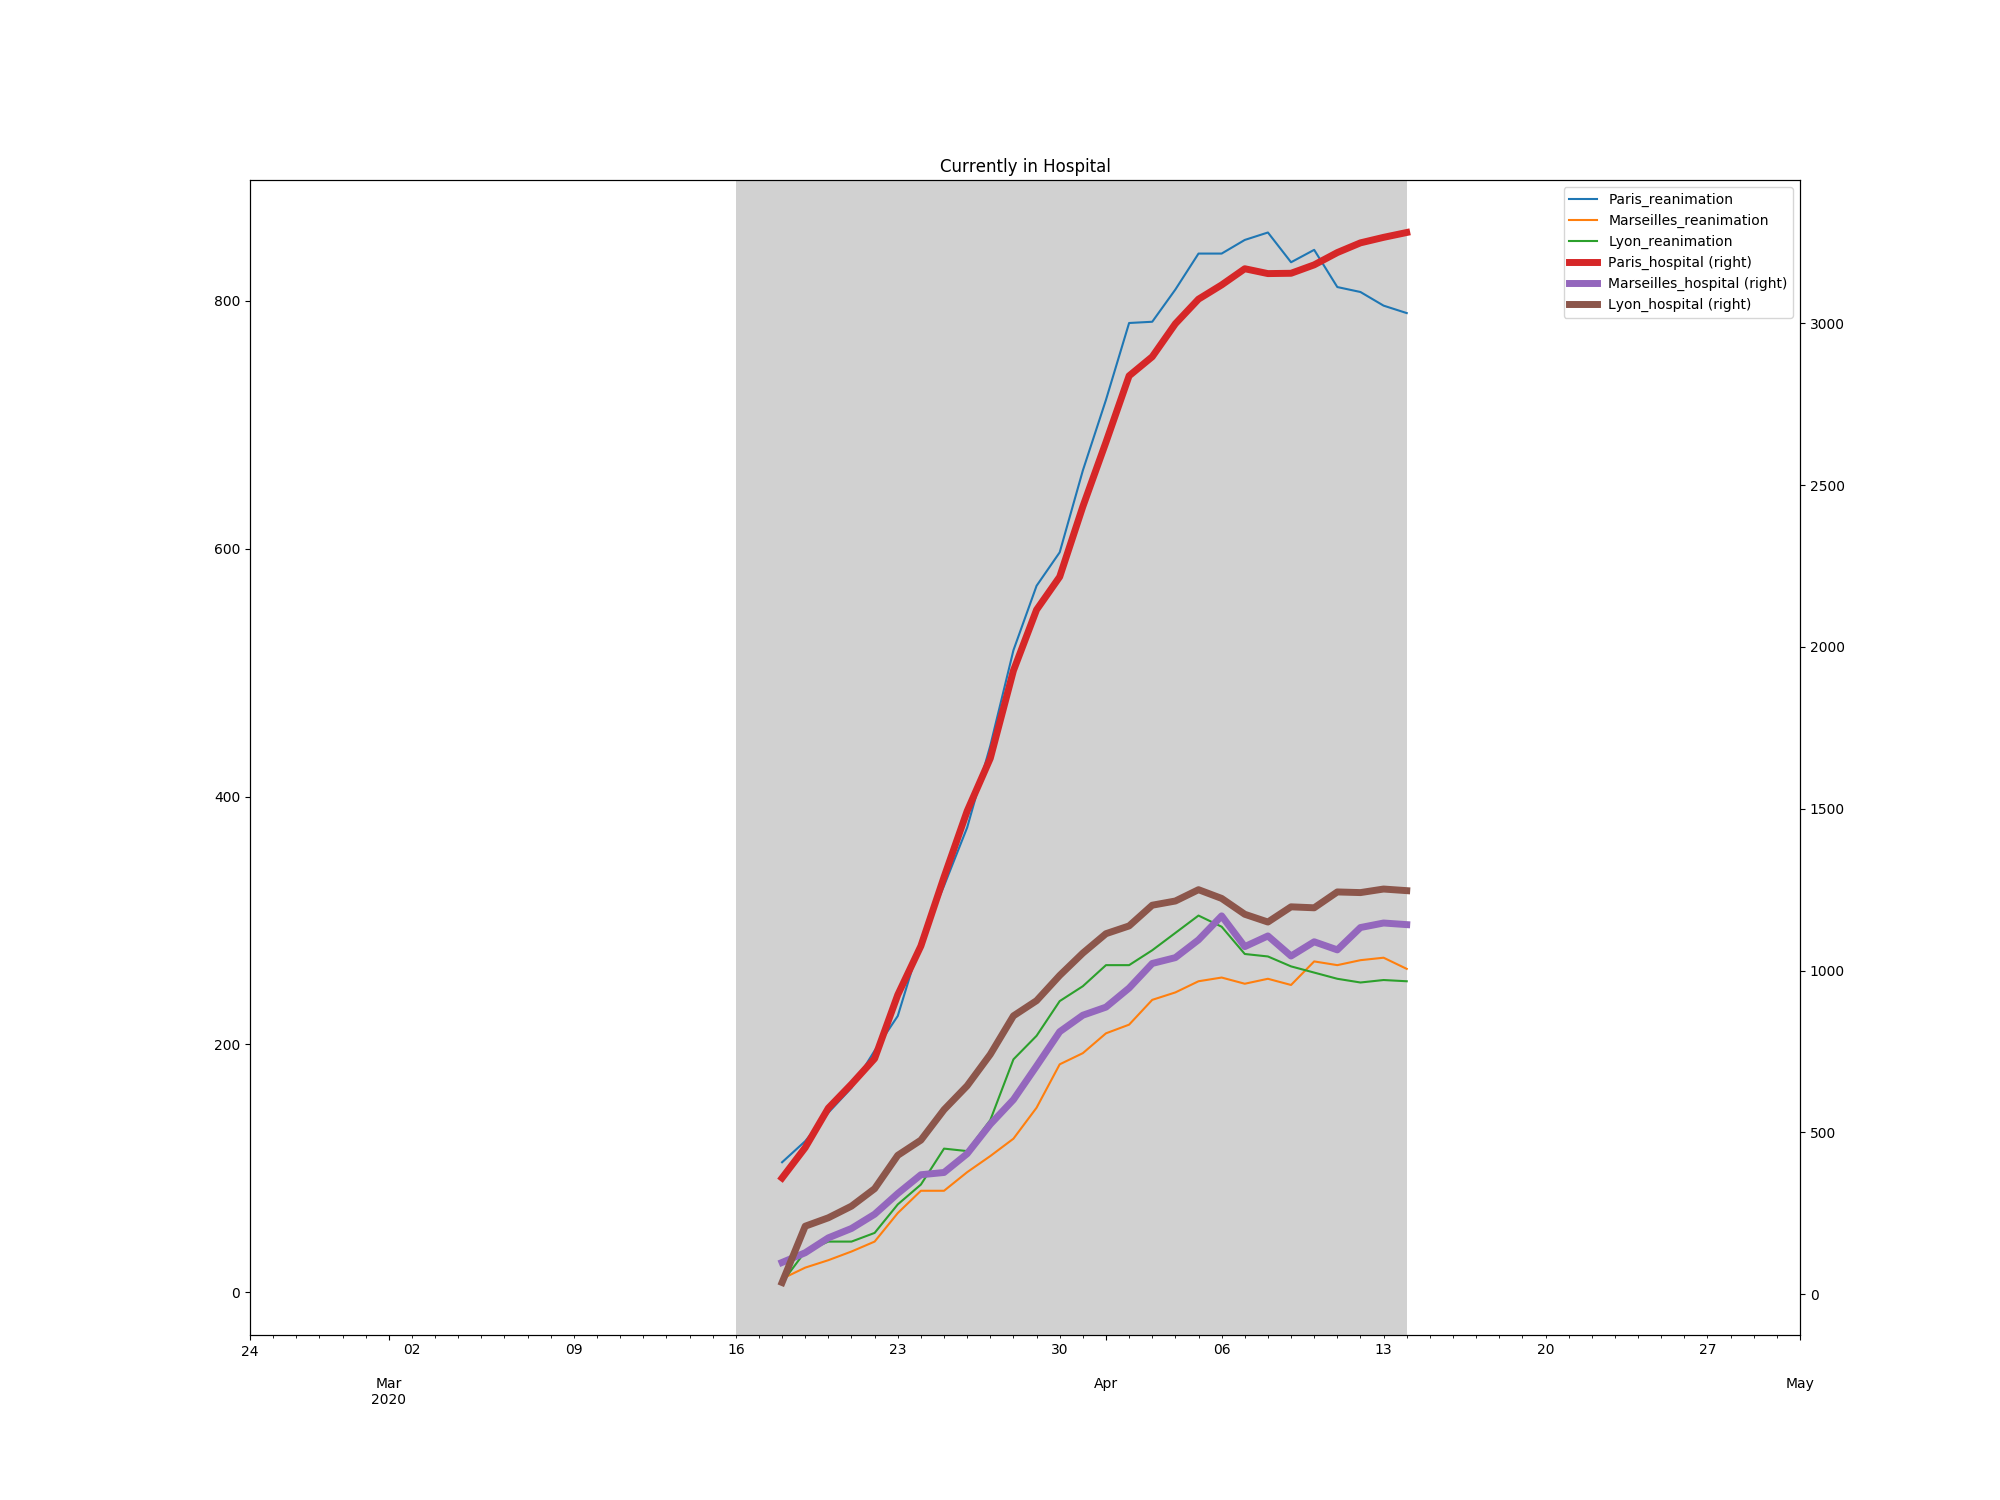 Currently in Hospital
Paris_reanimation
Marseilles_reanimation
Lyon_reanimation
Paris_hospital (right)
Marseilles_hospital (right)
Lyon_hospital (right)
800
600
400
200
0
3000
2500
2000
1500
1000
500
0
24 02 09 16 23 30 06 13 20 27
Mar Apr May
2020